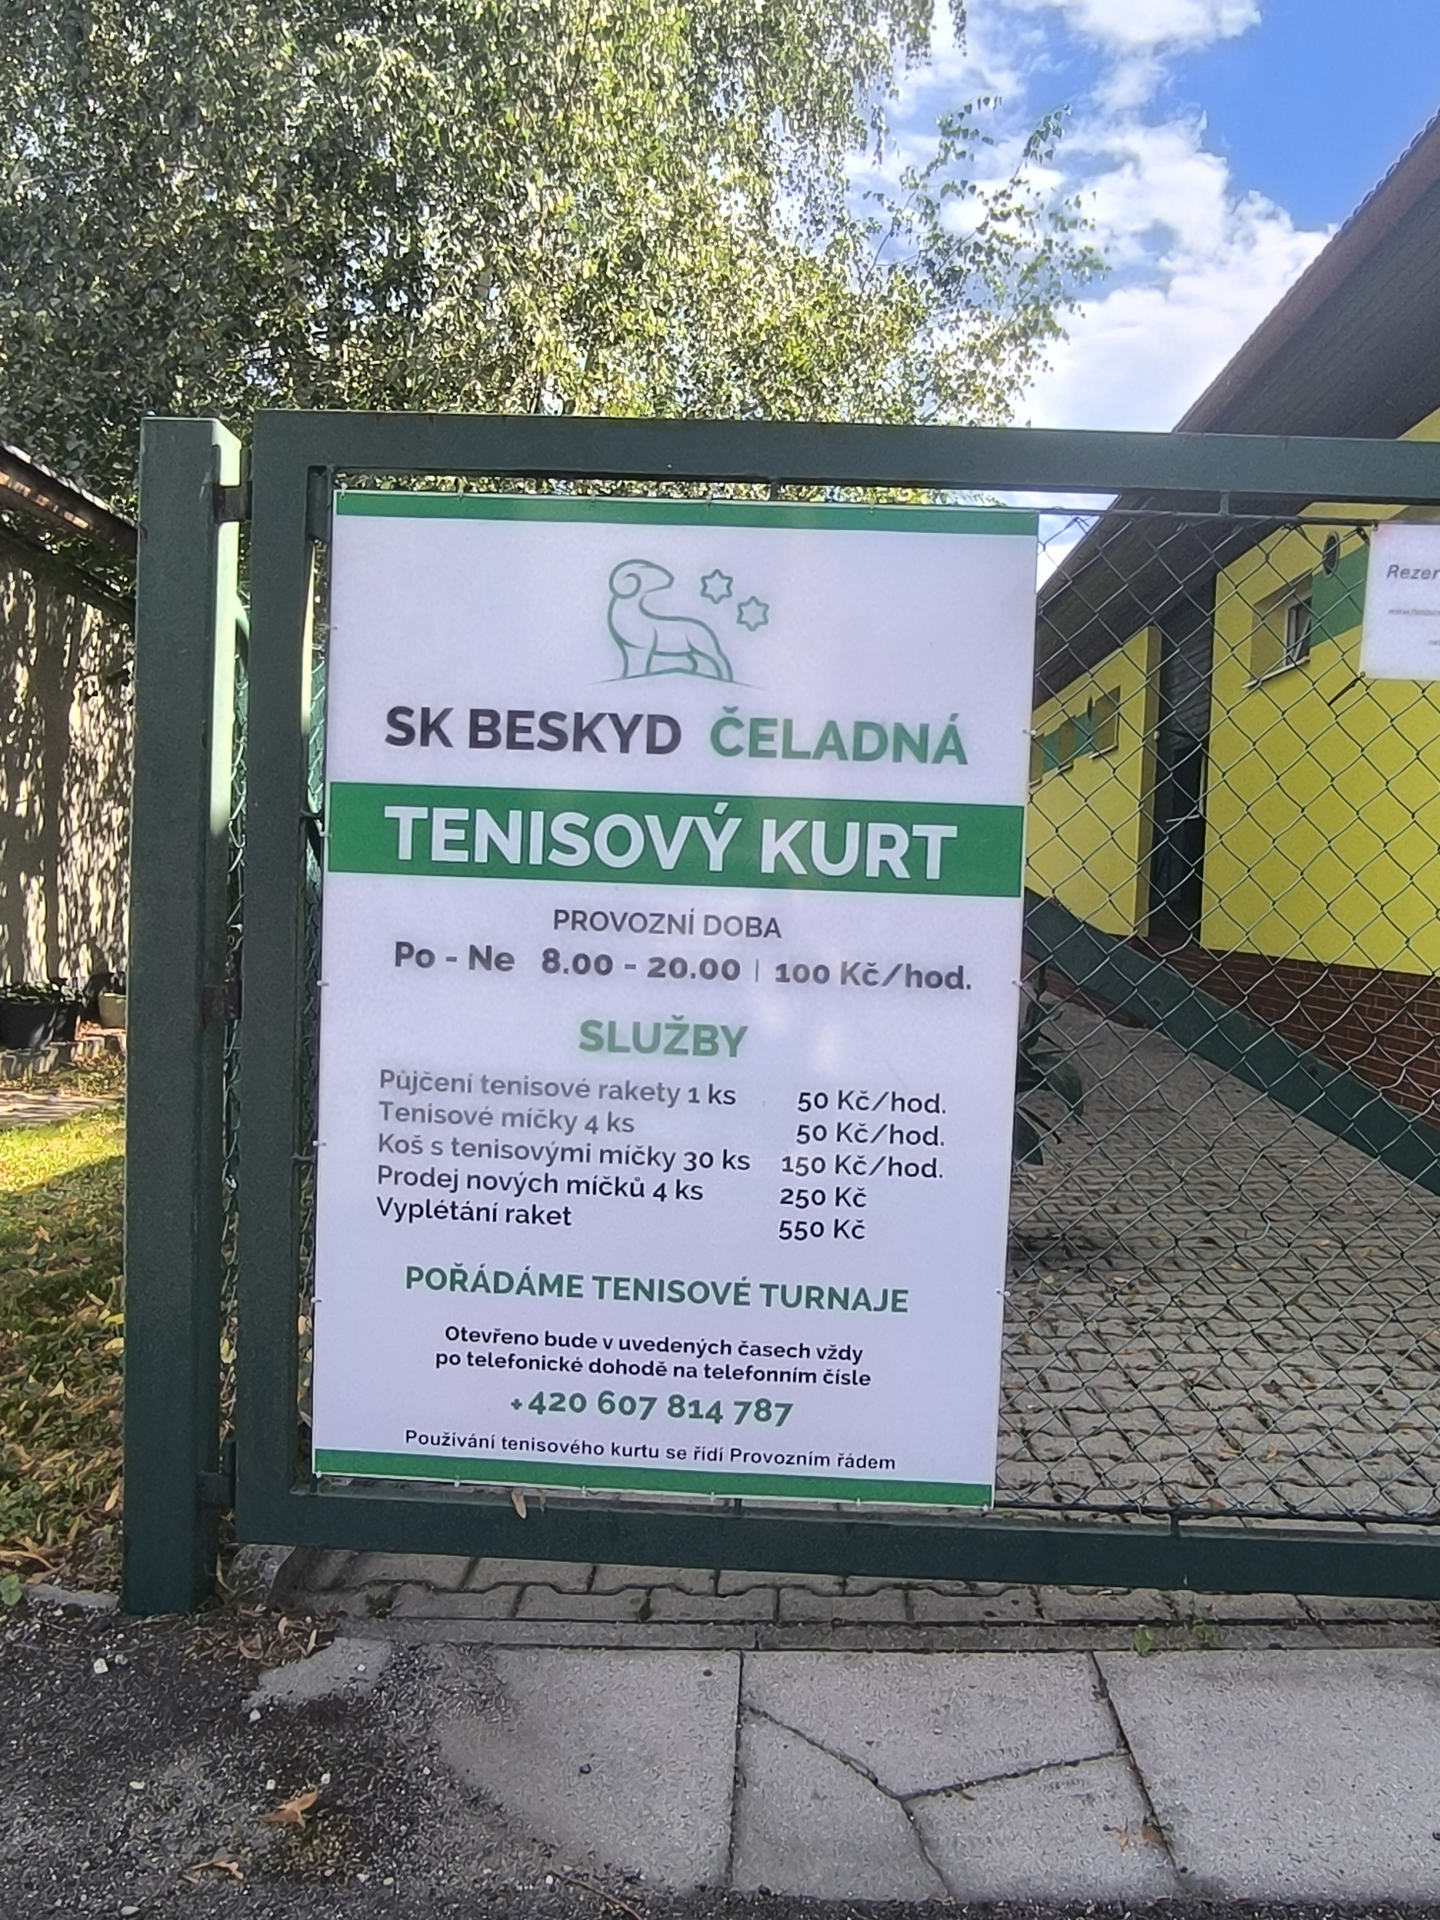 SK BESKYD ČELADNÁ
TENISOVÝ KURT
PROVOZNÍ DOBA
Po - Ne 8.00 - 20.00 | 100 Kč/hod.
SLUŽBY
Půjčení tenisové rakety 1 ks 50 Kč/hod.
Tenisové míčky 4 ks 50 Kč/hod.
Koš s tenisovými míčky 30 ks 150 Kč/hod.
Prodej nových míčků 4 ks 250 Kč
Vyplétání raket 550 Kč
POŘÁDÁME TENISOVÉ TURNAJE
Otevřeno bude v uvedených časech vždy
po telefonické dohodě na telefonním čísle
+420 607 814 787
Používání tenisového kurtu se řídí Provozním řádem
Rezer